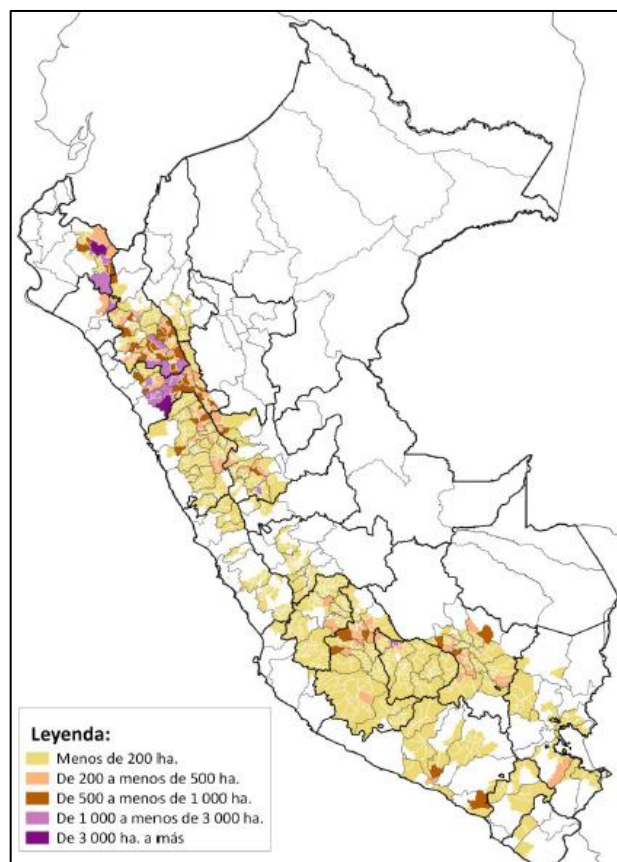 Leyenda:
Menos de 200 ha.
De 200 a menos de 500 ha.
De 500 a menos de 1 000 ha.
De 1 000 a menos de 3 000 ha.
De 3 000 ha. a más